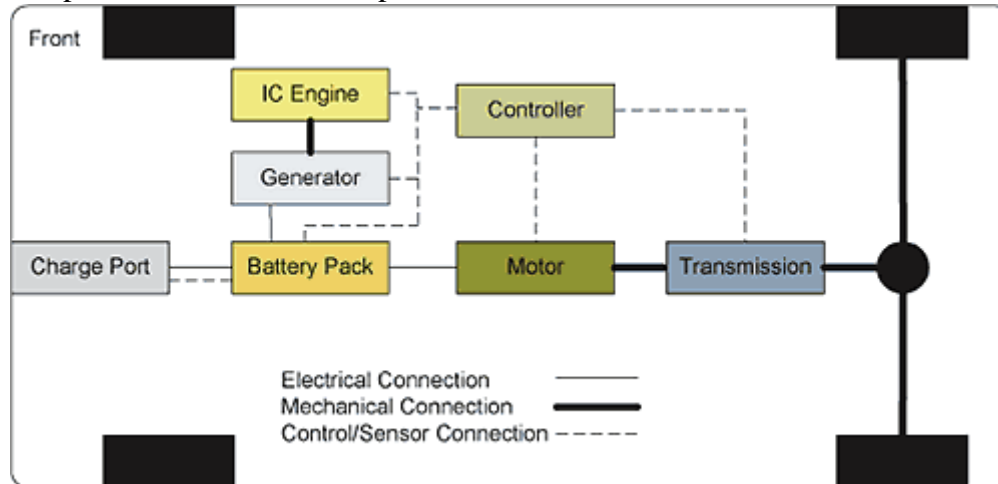 Front
IC Engine
Controller
Generator
Charge Port
Battery Pack
Motor
Transmission
Electrical Connection
Mechanical Connection
Control/Sensor Connection